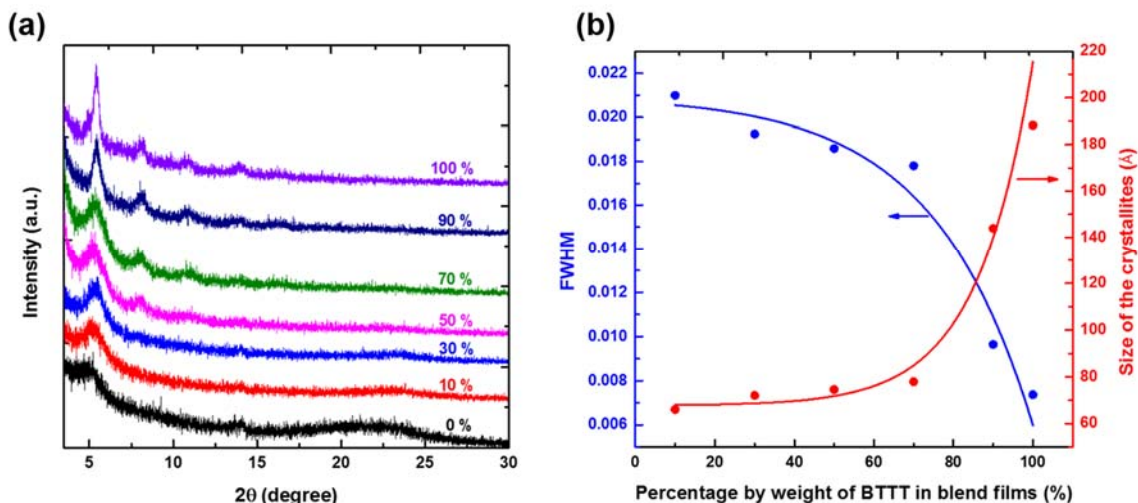 (a)
Intensity (a.u.)
100 %
90 %
70 %
50 %
30 %
10 %
0 %
5 10 15 20 25 30
2θ (degree)
(b)
FWHM
0.022
0.020
0.018
0.016
0.014
0.012
0.010
0.008
0.006
220
200
180
160
140
120
100
80
60
Size of the crystallites (Å)
0 20 40 60 80 100
Percentage by weight of BTTT in blend films (%)